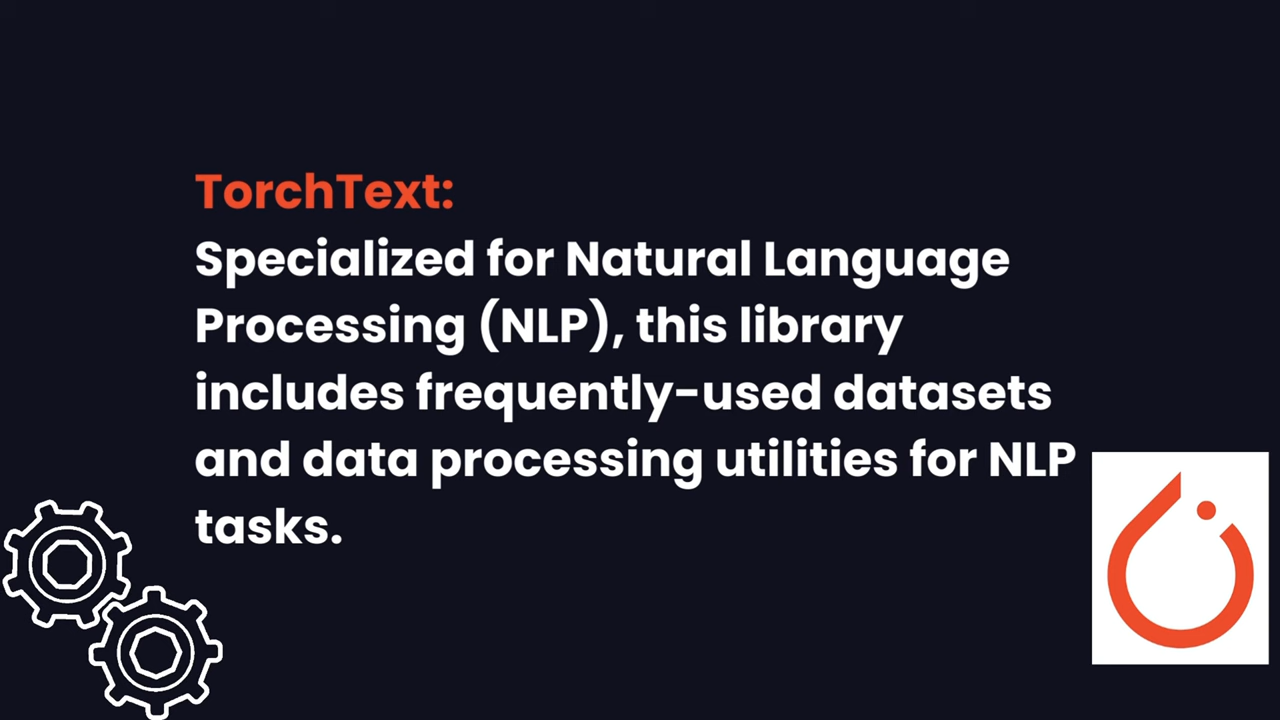 TorchText:
Specialized for Natural Language
Processing (NLP), this library
includes frequently-used datasets
and data processing utilities for NLP
tasks.